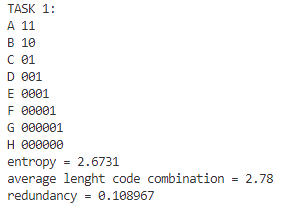 TASK 1:
A 11
B 10
C 01
D 001
E 0001
F 00001
G 000001
H 000000
entropy = 2.6731
average lenght code combination = 2.78
redundancy = 0.108967